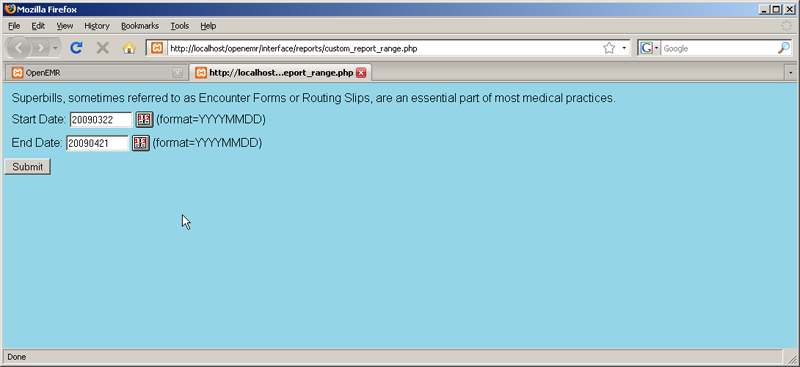 Mozilla Firefox
File Edit View History Bookmarks Tools Help
http://localhost/openemr/interface/reports/custom_report_range.php G Google
OpenEMR http://localhost...eport_range.php
Superbills, sometimes referred to as Encounter Forms or Routing Slips, are an essential part of most medical practices.
Start Date: 20090322 (format=YYYYMMDD)
End Date: 20090421 (format=YYYYMMDD)
Submit
Done